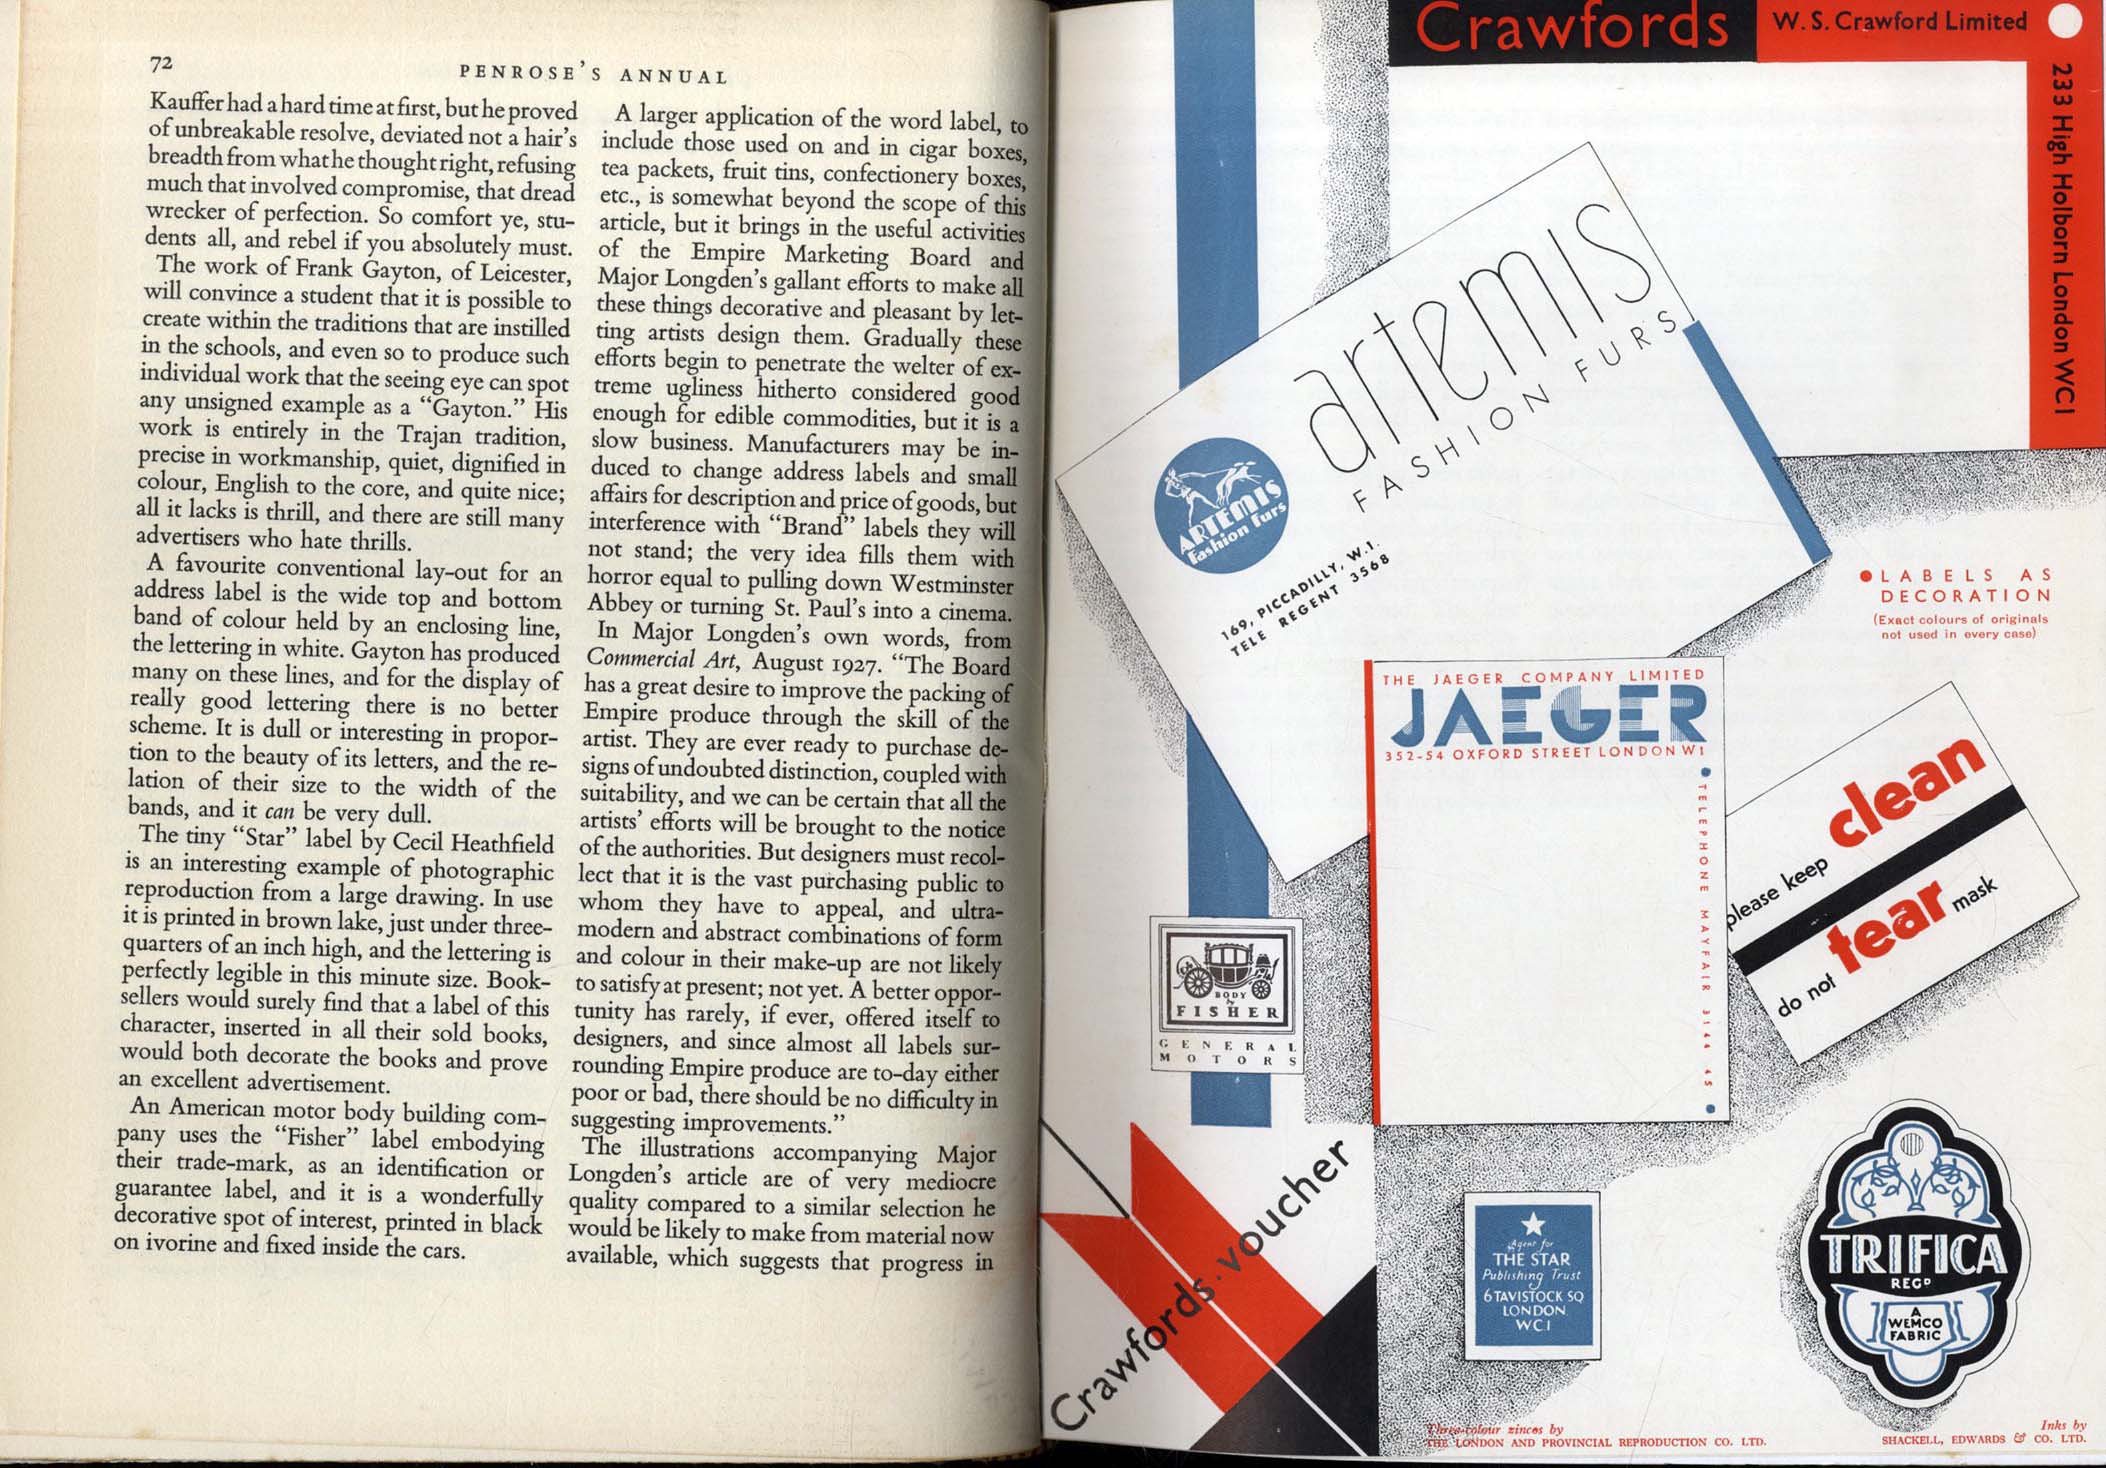 72
PENROSE'S ANNUAL
Kauffer had a hard time at first, but he proved
of unbreakable resolve, deviated not a hair's
breadth from what he thought right, refusing
much that involved compromise, that dread
wrecker of perfection. So comfort ye, stu-
dents all, and rebel if you absolutely must.
The work of Frank Gayton, of Leicester,
will convince a student that it is possible to
create within the traditions that are instilled
in the schools, and even so to produce such
individual work that the seeing eye can spot
any unsigned example as a "Gayton." His
work is entirely in the Trajan tradition,
precise in workmanship, quiet, dignified in
colour, English to the core, and quite nice;
all it lacks is thrill, and there are still many
advertisers who hate thrills.
A favourite conventional lay-out for an
address label is the wide top and bottom
band of colour held by an enclosing line,
the lettering in white. Gayton has produced
many on these lines, and for the display of
really good lettering there is no better
scheme. It is dull or interesting in propor-
tion to the beauty of its letters, and the re-
lation of their size to the width of the
bands, and it can be very dull.
The tiny "Star" label by Cecil Heathfield
is an interesting example of photographic
reproduction from a large drawing. In use
it is printed in brown lake, just under three-
quarters of an inch high, and the lettering is
perfectly legible in this minute size. Book-
sellers would surely find that a label of this
character, inserted in all their sold books,
would both decorate the books and prove
an excellent advertisement.
An American motor body building com-
pany uses the "Fisher" label embodying
their trade-mark, as an identification or
guarantee label, and it is a wonderfully
decorative spot of interest, printed in black
on ivorine and fixed inside the cars.
A larger application of the word label, to
include those used on and in cigar boxes,
tea packets, fruit tins, confectionery boxes,
etc., is somewhat beyond the scope of this
article, but it brings in the useful activities
of the Empire Marketing Board and
Major Longden's gallant efforts to make all
these things decorative and pleasant by let-
ting artists design them. Gradually these
efforts begin to penetrate the welter of ex-
treme ugliness hitherto considered good
enough for edible commodities, but it is a
slow business. Manufacturers may be in-
duced to change address labels and small
affairs for description and price of goods, but
interference with "Brand" labels they will
not stand; the very idea fills them with
horror equal to pulling down Westminster
Abbey or turning St. Paul's into a cinema.
In Major Longden's own words, from
Commercial Art, August 1927. "The Board
has a great desire to improve the packing of
Empire produce through the skill of the
artist. They are ever ready to purchase de-
signs of undoubted distinction, coupled with
suitability, and we can be certain that all the
artists' efforts will be brought to the notice
of the authorities. But designers must recol-
lect that it is the vast purchasing public to
whom they have to appeal, and ultra-
modern and abstract combinations of form
and colour in their make-up are not likely
to satisfy at present; not yet. A better oppor-
tunity has rarely, if ever, offered itself to
designers, and since almost all labels sur-
rounding Empire produce are to-day either
poor or bad, there should be no difficulty in
suggesting improvements."
The illustrations accompanying Major
Longden's article are of very mediocre
quality compared to a similar selection he
would be likely to make from material now
available, which suggests that progress in
Crawfords
W. S. Crawford Limited
233 High Holborn London WC1
artemis
FASHION FURS
ARTEMIS
Fashion Furs
169, PICCADILLY, W.1.
TELE REGENT 3568
LABELS AS
DECORATION
(Exact colours of originals
not used in every case)
THE JAEGER COMPANY LIMITED
JAEGER
352-54 OXFORD STREET LONDON W1
TELEPHONE MAYFAIR 3144 45
please keep clean
do not tear mask
BODY
by
FISHER
GENERAL
MOTORS
Crawfords · voucher
Agent for
THE STAR
Publishing Trust
6 TAVISTOCK SQ
LONDON
WC1
TRIFICA
REGD
A
WEMCO
FABRIC
Three-colour zincos by
THE LONDON AND PROVINCIAL REPRODUCTION CO. LTD.
Inks by
SHACKELL, EDWARDS & CO. LTD.